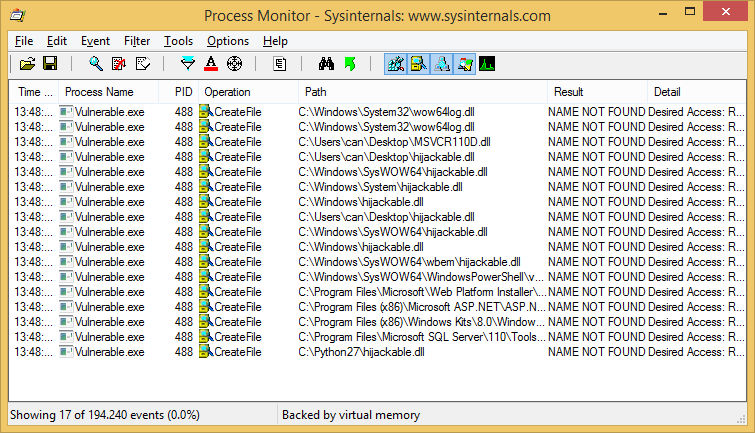 Process Monitor - Sysinternals: www.sysinternals.com
File Edit Event Filter Tools Options Help
Time ... Process Name PID Operation Path Result Detail
13:48:... Vulnerable.exe 488 CreateFile C:\Windows\System32\wow64log.dll NAME NOT FOUND Desired Access: R...
13:48:... Vulnerable.exe 488 CreateFile C:\Windows\System32\wow64log.dll NAME NOT FOUND Desired Access: R...
13:48:... Vulnerable.exe 488 CreateFile C:\Users\can\Desktop\MSVCR110D.dll NAME NOT FOUND Desired Access: R...
13:48:... Vulnerable.exe 488 CreateFile C:\Users\can\Desktop\hijackable.dll NAME NOT FOUND Desired Access: R...
13:48:... Vulnerable.exe 488 CreateFile C:\Windows\SysWOW64\hijackable.dll NAME NOT FOUND Desired Access: R...
13:48:... Vulnerable.exe 488 CreateFile C:\Windows\System\hijackable.dll NAME NOT FOUND Desired Access: R...
13:48:... Vulnerable.exe 488 CreateFile C:\Windows\hijackable.dll NAME NOT FOUND Desired Access: R...
13:48:... Vulnerable.exe 488 CreateFile C:\Users\can\Desktop\hijackable.dll NAME NOT FOUND Desired Access: R...
13:48:... Vulnerable.exe 488 CreateFile C:\Windows\SysWOW64\hijackable.dll NAME NOT FOUND Desired Access: R...
13:48:... Vulnerable.exe 488 CreateFile C:\Windows\hijackable.dll NAME NOT FOUND Desired Access: R...
13:48:... Vulnerable.exe 488 CreateFile C:\Windows\SysWOW64\wbem\hijackable.dll NAME NOT FOUND Desired Access: R...
13:48:... Vulnerable.exe 488 CreateFile C:\Windows\SysWOW64\WindowsPowerShell\v... NAME NOT FOUND Desired Access: R...
13:48:... Vulnerable.exe 488 CreateFile C:\Program Files\Microsoft\Web Platform Installer\... NAME NOT FOUND Desired Access: R...
13:48:... Vulnerable.exe 488 CreateFile C:\Program Files (x86)\Microsoft ASP.NET\ASP.N... NAME NOT FOUND Desired Access: R...
13:48:... Vulnerable.exe 488 CreateFile C:\Program Files (x86)\Windows Kits\8.0\Window... NAME NOT FOUND Desired Access: R...
13:48:... Vulnerable.exe 488 CreateFile C:\Program Files\Microsoft SQL Server\110\Tools... NAME NOT FOUND Desired Access: R...
13:48:... Vulnerable.exe 488 CreateFile C:\Python27\hijackable.dll NAME NOT FOUND Desired Access: R...
Showing 17 of 194.240 events (0.0%) Backed by virtual memory